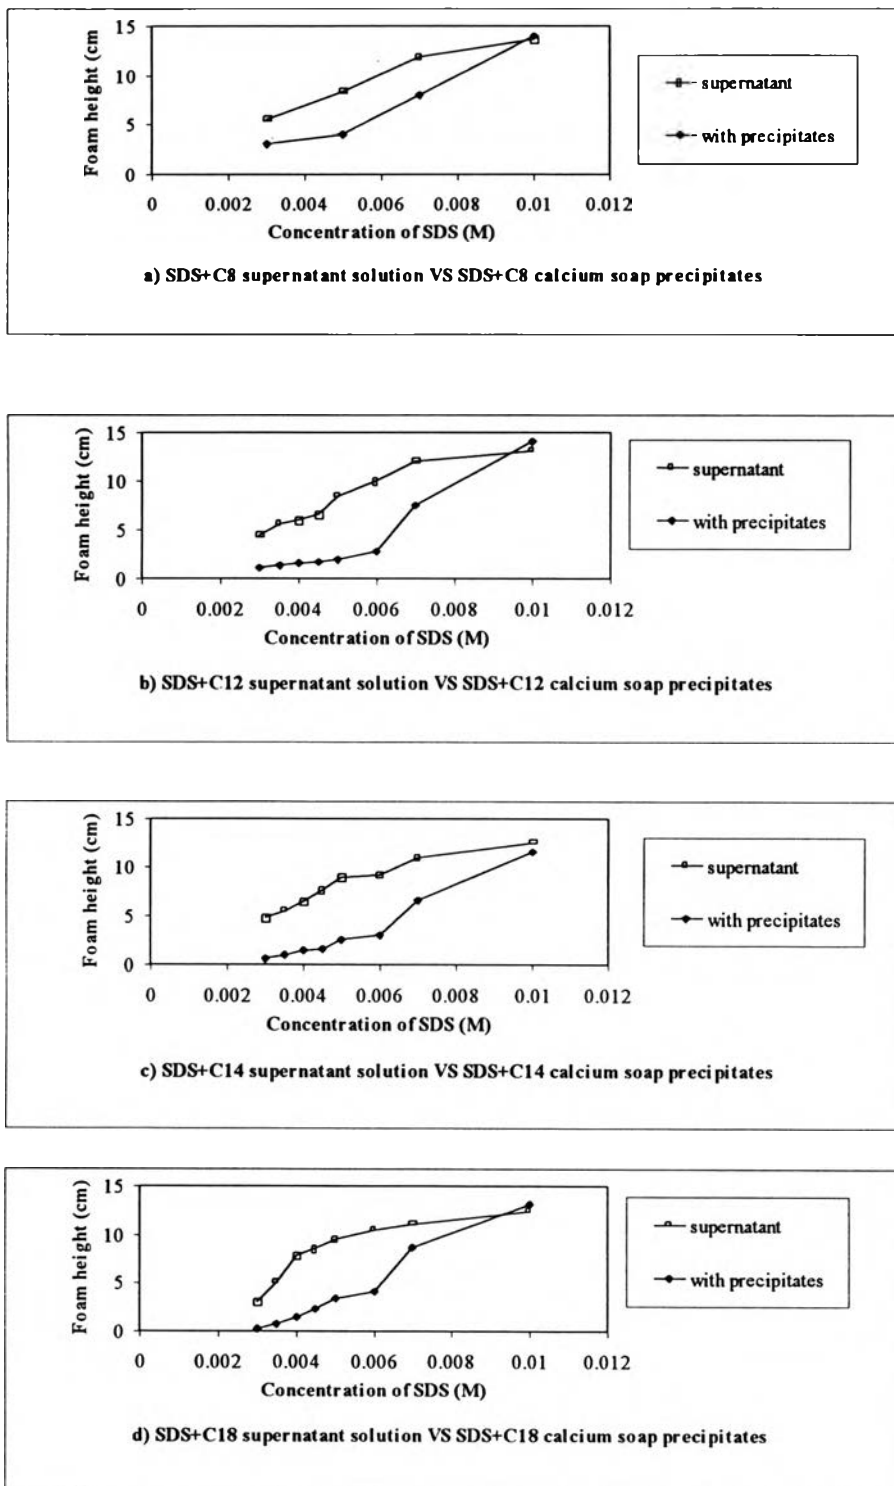 Foam height (cm
15
10
5
0
0 0.002 0.004 0.006 0.008 0.01 0.012
Concentration of SDS (M)
supernatant
with precipitates
a) SDS+C8 supernatant solution VS SDS+C8 calcium soap precipitates
Foam height (cm)
15
10
5
0
0 0.002 0.004 0.006 0.008 0.01 0.012
Concentration of SDS (M)
supernatant
with precipitates
b) SDS+C12 supernatant solution VS SDS+C12 calcium soap precipitates
Foam height (cm)
15
10
5
0
0 0.002 0.004 0.006 0.008 0.01 0.012
Concentration of SDS (M)
supernatant
with precipitates
c) SDS+C14 supernatant solution VS SDS+C14 calcium soap precipitates
Foam height (cm)
15
10
5
0
0 0.002 0.004 0.006 0.008 0.01 0.012
Concentration of SDS (M)
supernatant
with precipitates
d) SDS+C18 supernatant solution VS SDS+C18 calcium soap precipitates